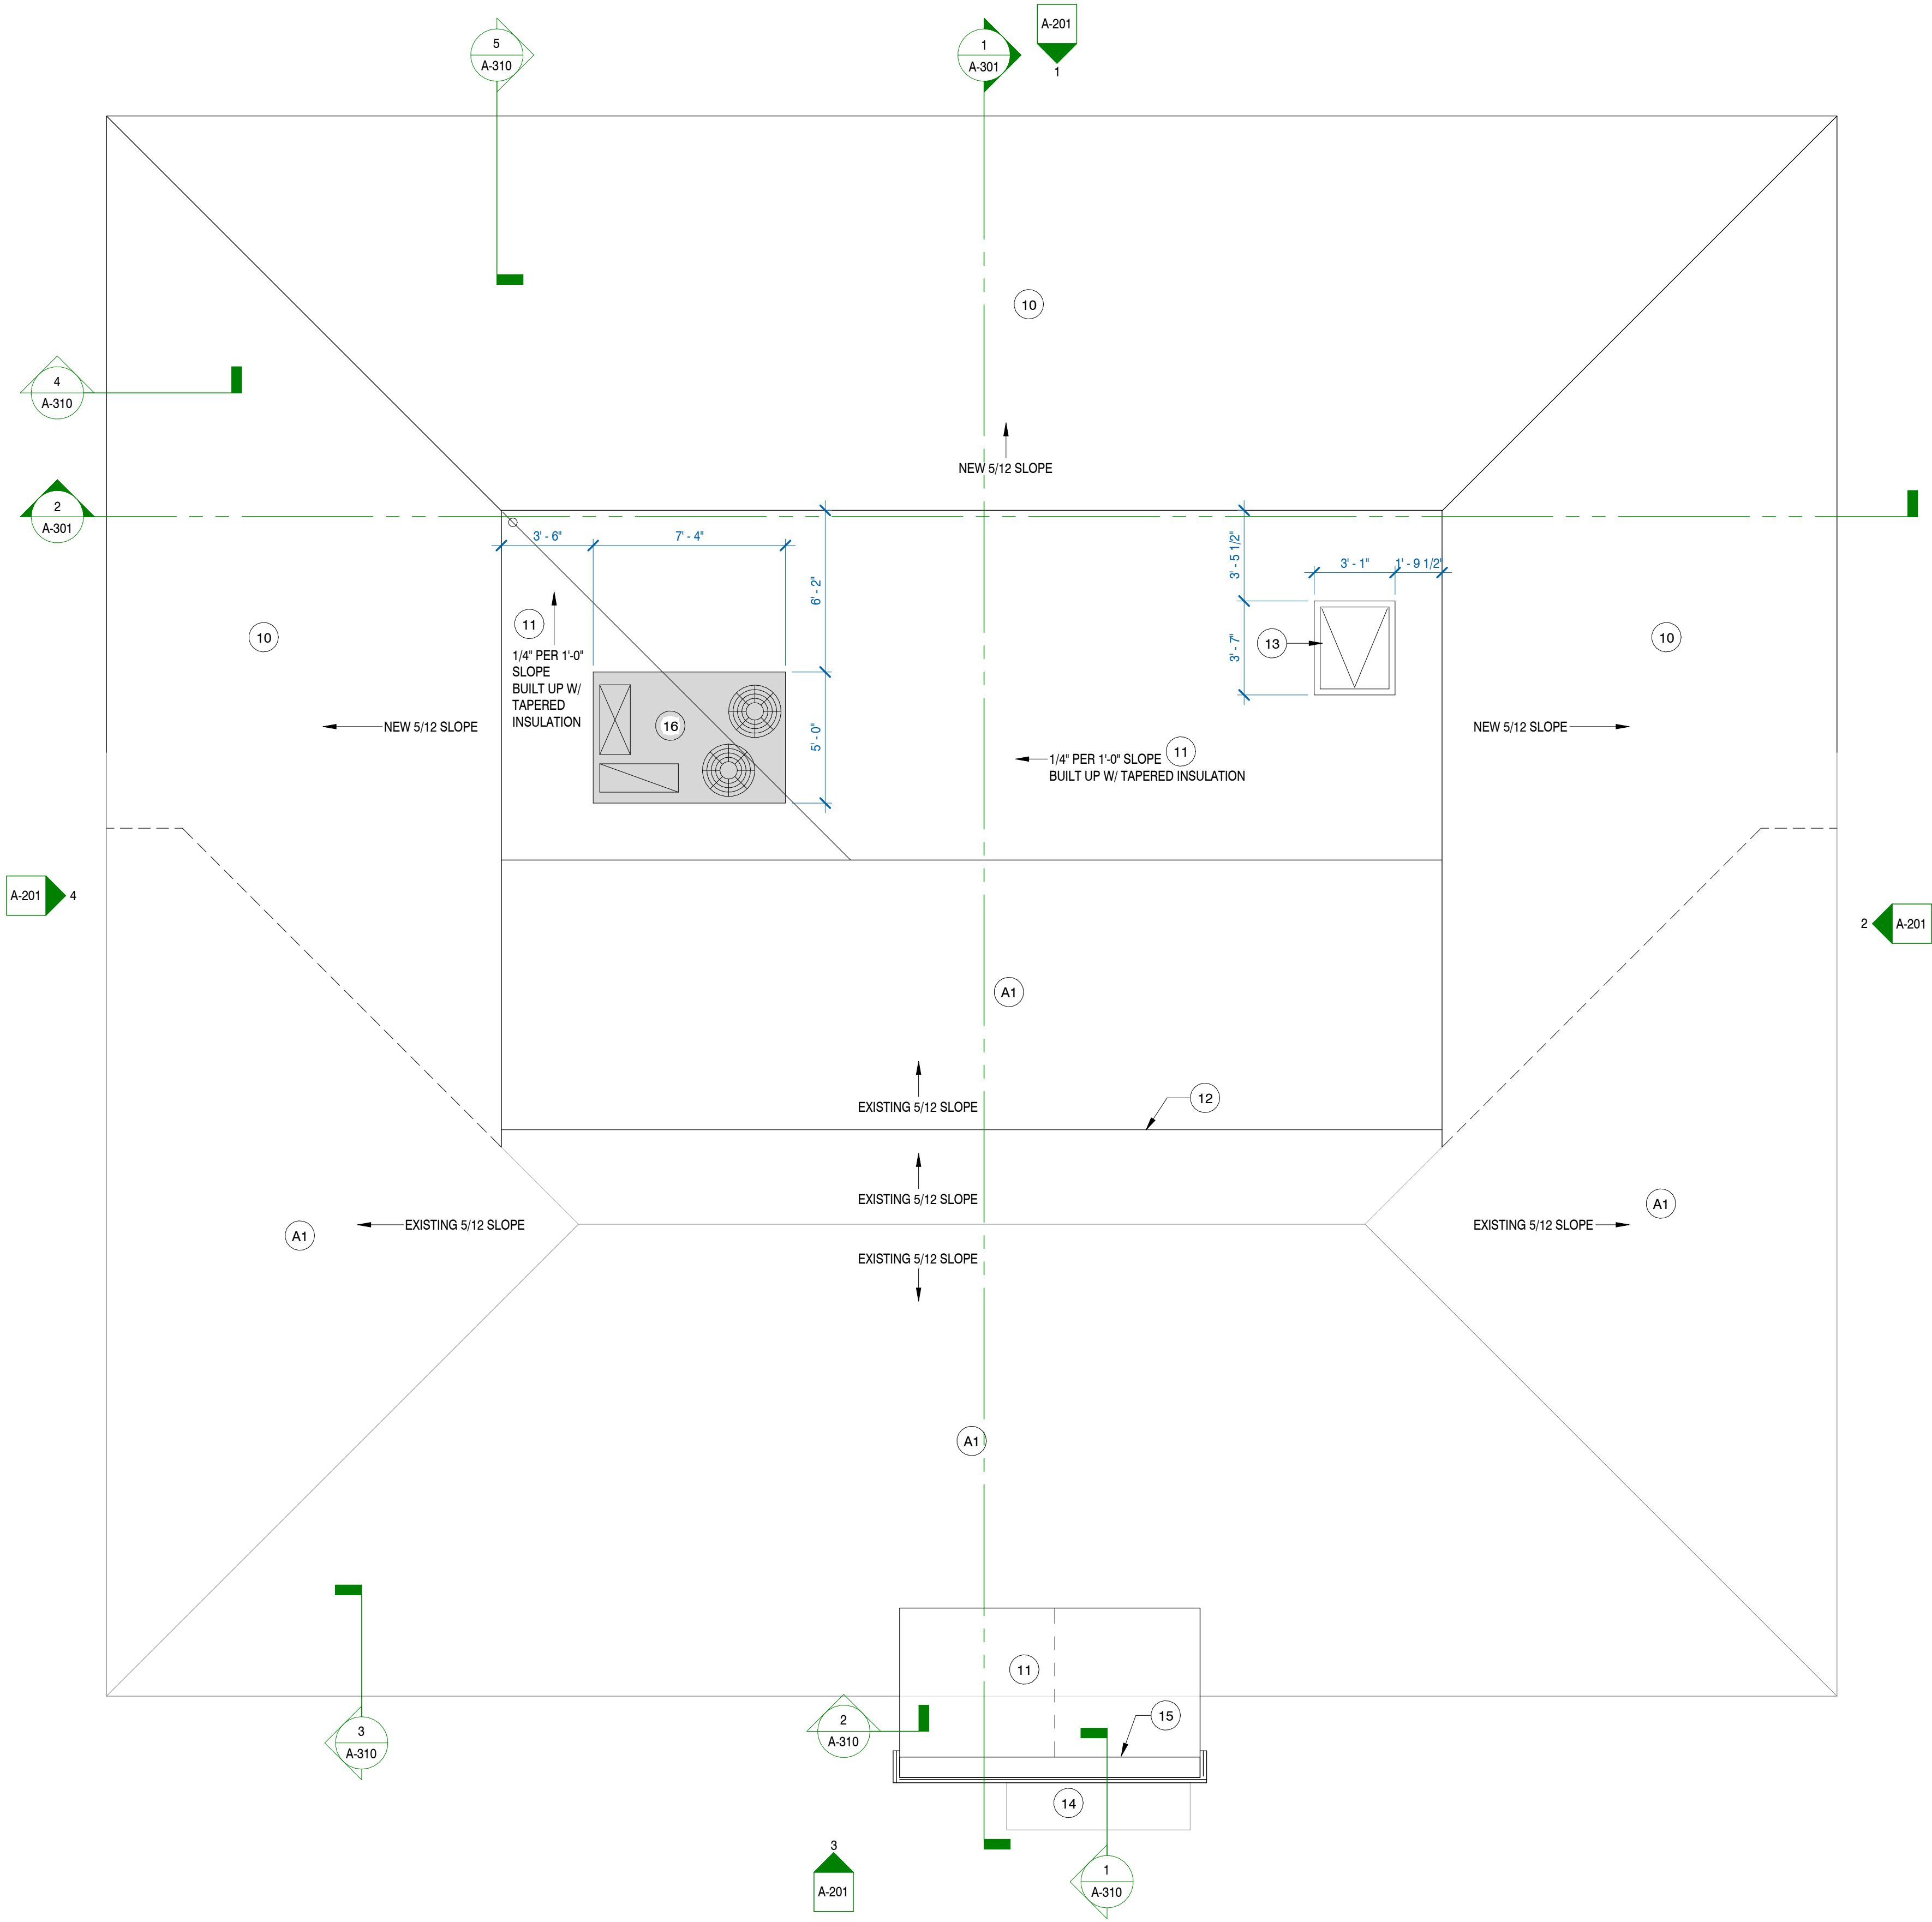 A-201
1
5
A-310
1
A-301
10
4
A-310
NEW 5/12 SLOPE
2
A-301
3' - 6"
7' - 4"
6' - 2"
3' - 5 1/2"
3' - 1"
1' - 9 1/2"
11
10
10
13
3' - 7"
1/4" PER 1'-0"
SLOPE
BUILT UP W/
TAPERED
INSULATION
16
5' - 0"
NEW 5/12 SLOPE
NEW 5/12 SLOPE
11
1/4" PER 1'-0" SLOPE
BUILT UP W/ TAPERED INSULATION
A-201
4
2
A-201
A1
12
EXISTING 5/12 SLOPE
EXISTING 5/12 SLOPE
A1
A1
EXISTING 5/12 SLOPE
EXISTING 5/12 SLOPE
EXISTING 5/12 SLOPE
A1
11
15
2
A-310
3
A-310
14
3
A-201
1
A-310